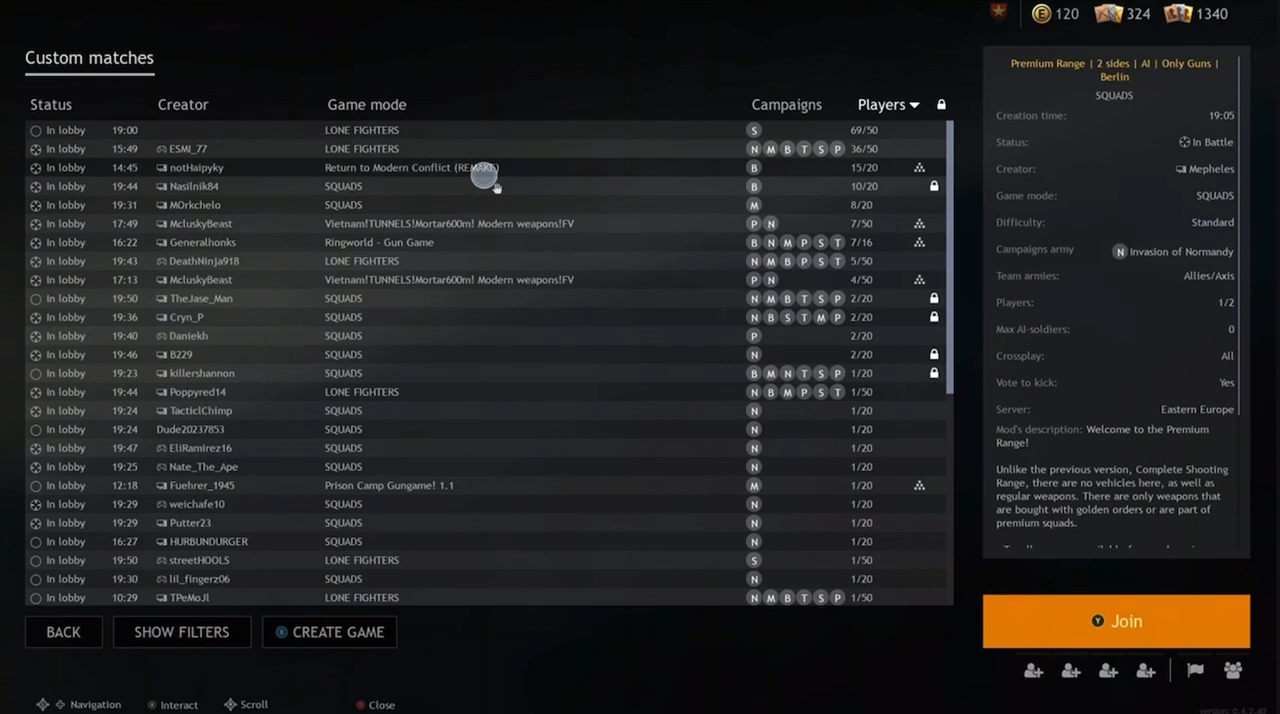 120 324 1340
Custom matches
Status Creator Game mode Campaigns Players
In lobby 19:00 LONE FIGHTERS S 69/50
In lobby 15:49 ESMI_77 LONE FIGHTERS N M B T S P 36/50
In lobby 14:45 notHaipyky Return to Modern Conflict (REMAKE) B 15/20
In lobby 19:44 Nasilnik84 SQUADS B 10/20
In lobby 19:31 MOrkchelo SQUADS M 8/20
In lobby 17:49 McluskyBeast Vietnam!TUNNELS!Mortar600m! Modern weapons!FV P N 7/50
In lobby 16:22 Generalhonks Ringworld - Gun Game B N M P S T 7/16
In lobby 19:43 DeathNinja918 LONE FIGHTERS N M B P S T 5/50
In lobby 17:13 McluskyBeast Vietnam!TUNNELS!Mortar600m! Modern weapons!FV P N 4/50
In lobby 19:50 TheJase_Man SQUADS N M B T S P 2/20
In lobby 19:36 Cryn_P SQUADS N B S T M P 2/20
In lobby 19:40 Daniekh SQUADS P 2/20
In lobby 19:46 B229 SQUADS N 2/20
In lobby 19:23 killershannon SQUADS B M N T S P 1/20
In lobby 19:44 Poppyred14 LONE FIGHTERS N B M P S T 1/50
In lobby 19:24 TacticlChimp SQUADS N 1/20
In lobby 19:24 Dude20237853 SQUADS N 1/20
In lobby 19:47 EliRamirez16 SQUADS N 1/20
In lobby 19:25 Nate_The_Ape SQUADS N 1/20
In lobby 12:18 Fuehrer_1945 Prison Camp Gungame! 1.1 M 1/20
In lobby 19:29 weichafe10 SQUADS N 1/20
In lobby 19:29 Putter23 SQUADS N 1/20
In lobby 16:27 HURBUNDURGER SQUADS N 1/20
In lobby 19:50 streetHOOLS LONE FIGHTERS S 1/50
In lobby 19:30 lil_fingerz06 SQUADS N 1/20
In lobby 10:29 TPeMoJl LONE FIGHTERS N M B T S P 1/50
BACK SHOW FILTERS CREATE GAME
Navigation Interact Scroll Close
Premium Range | 2 sides | AI | Only Guns |
Berlin
SQUADS
Creation time: 19:05
Status: In Battle
Creator: Mepheles
Game mode: SQUADS
Difficulty: Standard
Campaigns army N Invasion of Normandy
Team armies: Allies/Axis
Players: 1/2
Max AI-soldiers: 0
Crossplay: All
Vote to kick: Yes
Server: Eastern Europe
Mod's description: Welcome to the Premium
Range!
Unlike the previous version, Complete Shooting
Range, there are no vehicles here, as well as
regular weapons. There are only weapons that
are bought with golden orders or are part of
premium squads.
Y Join
version: 0.4.2.40